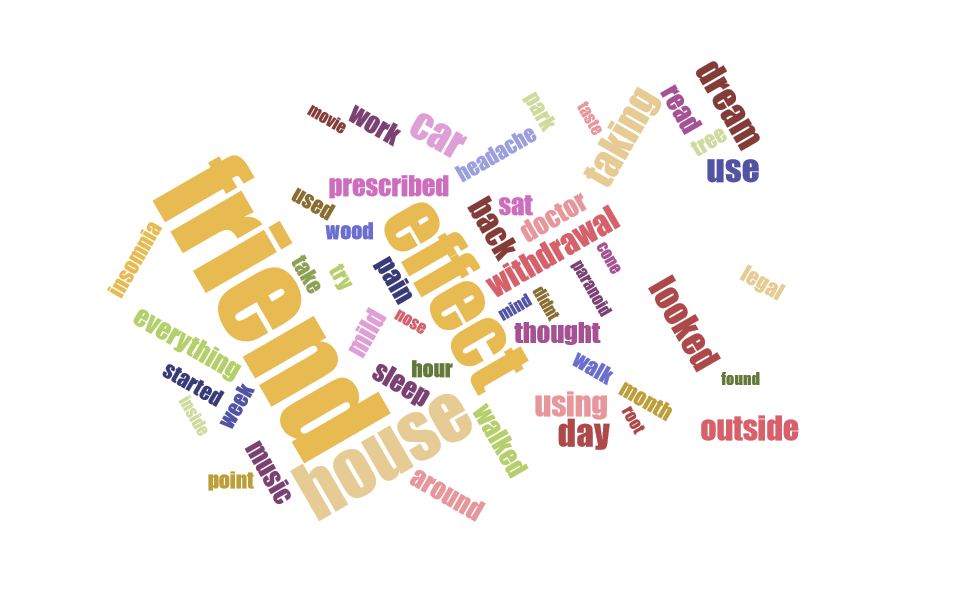 dream
taking
read
tree
use
park
taste
movie
work
car
headache
prescribed
used
wood
friend
effect
back
sat
doctor
withdrawal
cone
paranoid
insomnia
take
try
pain
mind
didnt
thought
legal
looked
nose
mild
everything
started
inside
week
sleep
hour
walk
month
found
using
day
root
outside
house
walked
music
point
around